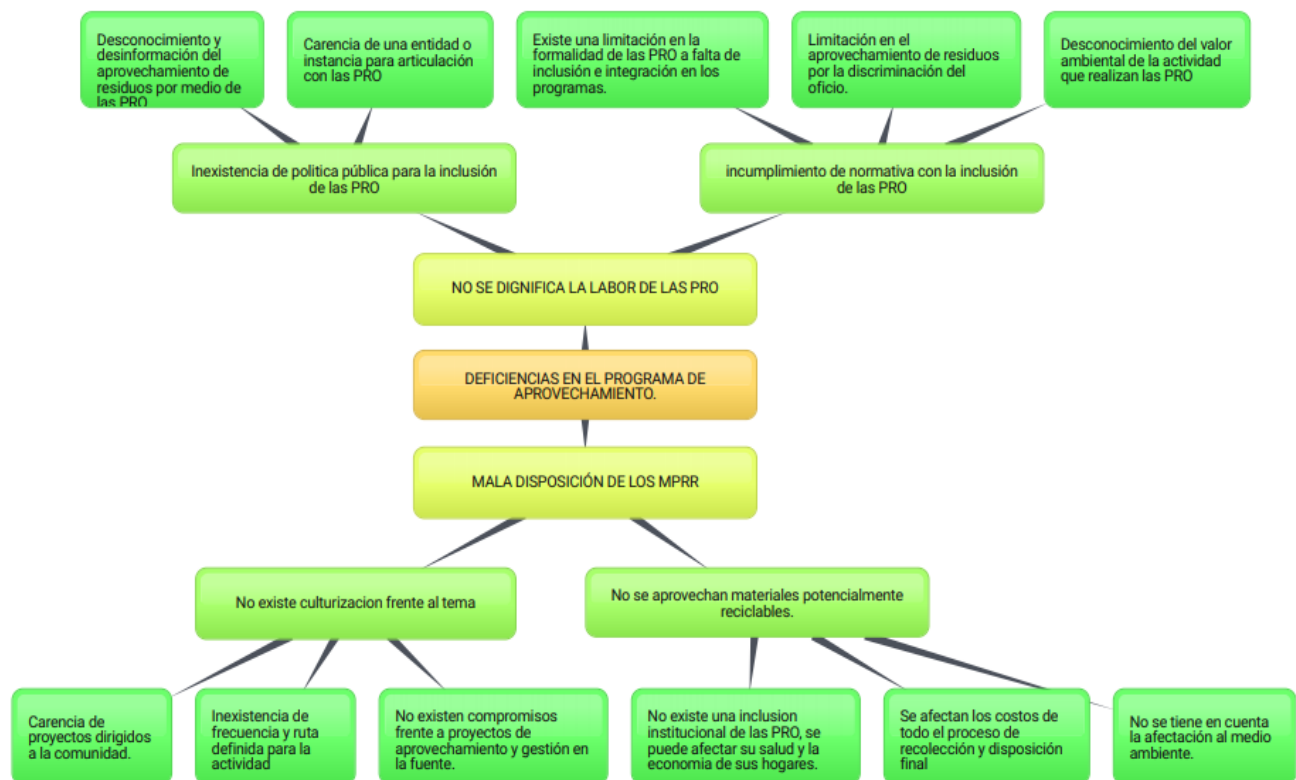 Desconocimiento y
desinformación del
aprovechamiento de
residuos por medio de
las PRO
Carencia de una entidad o
instancia para articulación
con las PRO
Existe una limitación en la
formalidad de las PRO a falta de
inclusión e integración en los
programas.
Limitación en el
aprovechamiento de residuos
por la discriminación del
oficio.
Desconocimiento del valor
ambiental de la actividad
que realizan las PRO
Inexistencia de politica pública para la inclusión
de las PRO
incumplimiento de normativa con la inclusión
de las PRO
NO SE DIGNIFICA LA LABOR DE LAS PRO
DEFICIENCIAS EN EL PROGRAMA DE
APROVECHAMIENTO.
MALA DISPOSICIÓN DE LOS MPRR
No existe culturizacion frente al tema
No se aprovechan materiales potencialmente
reciclables.
Carencia de
proyectos dirigidos
a la comunidad.
Inexistencia de
frecuencia y ruta
definida para la
actividad
No existen compromisos
frente a proyectos de
aprovechamiento y gestión en
la fuente.
No existe una inclusion
institucional de las PRO, se
puede afectar su salud y la
economia de sus hogares.
Se afectan los costos de
todo el proceso de
recolección y disposición
final
No se tiene en cuenta
la afectación al medio
ambiente.